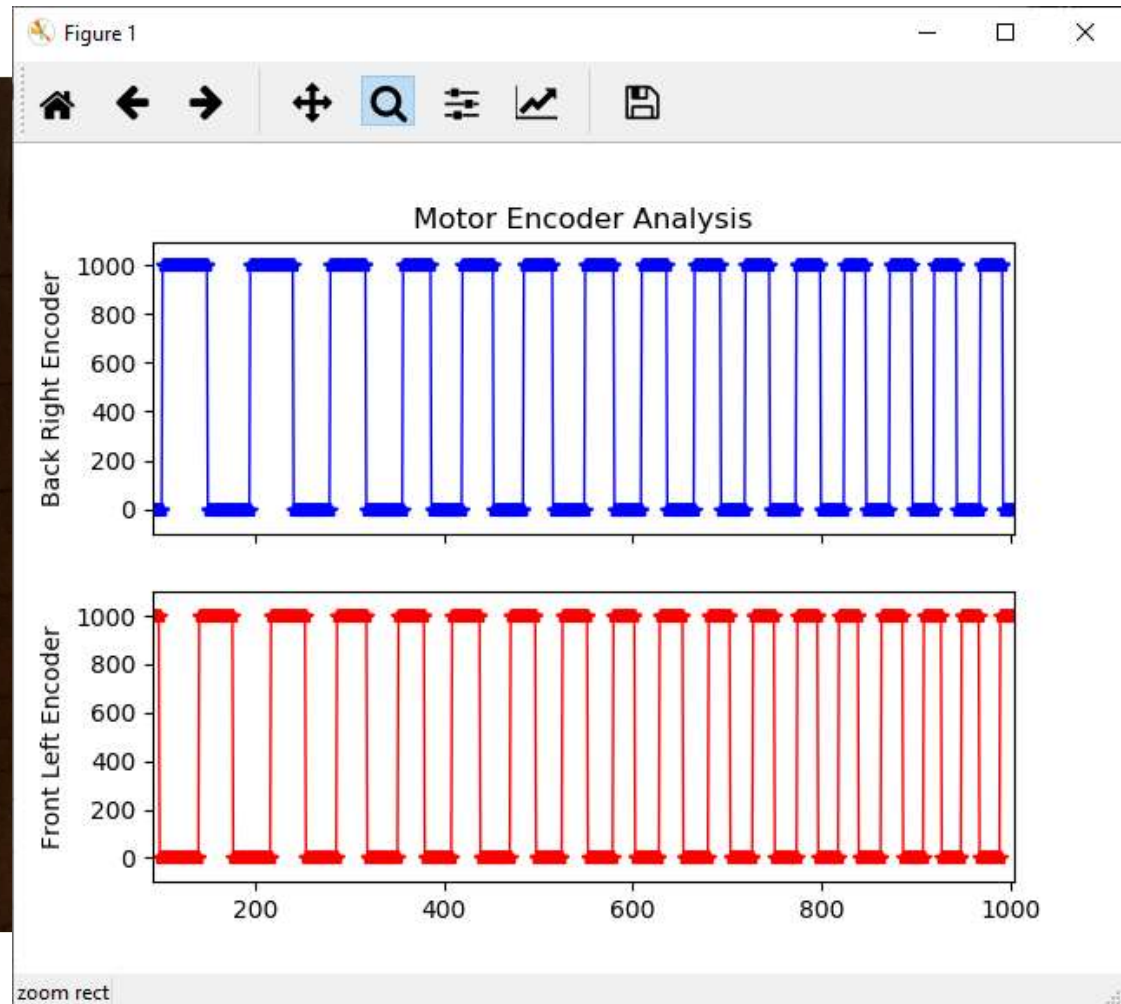 Figure 1
Motor Encoder Analysis
Back Right Encoder
1000
800
600
400
200
0
Front Left Encoder
1000
800
600
400
200
0
200 400 600 800 1000
zoom rect